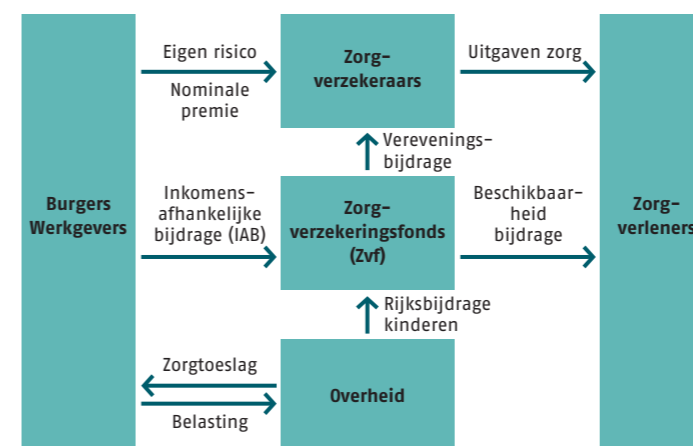 Eigen risico
Nominale
premie
Zorg-
verzekeraars
Uitgaven zorg
Verevenings-
bijdrage
Burgers
Werkgevers
Inkomens-
afhankelijke
bijdrage (IAB)
Zorg-
verzekeringsfonds
(Zvf)
Beschikbaar-
heid
bijdrage
Zorg-
verleners
Rijksbijdrage
kinderen
Zorgtoeslag
Belasting
Overheid